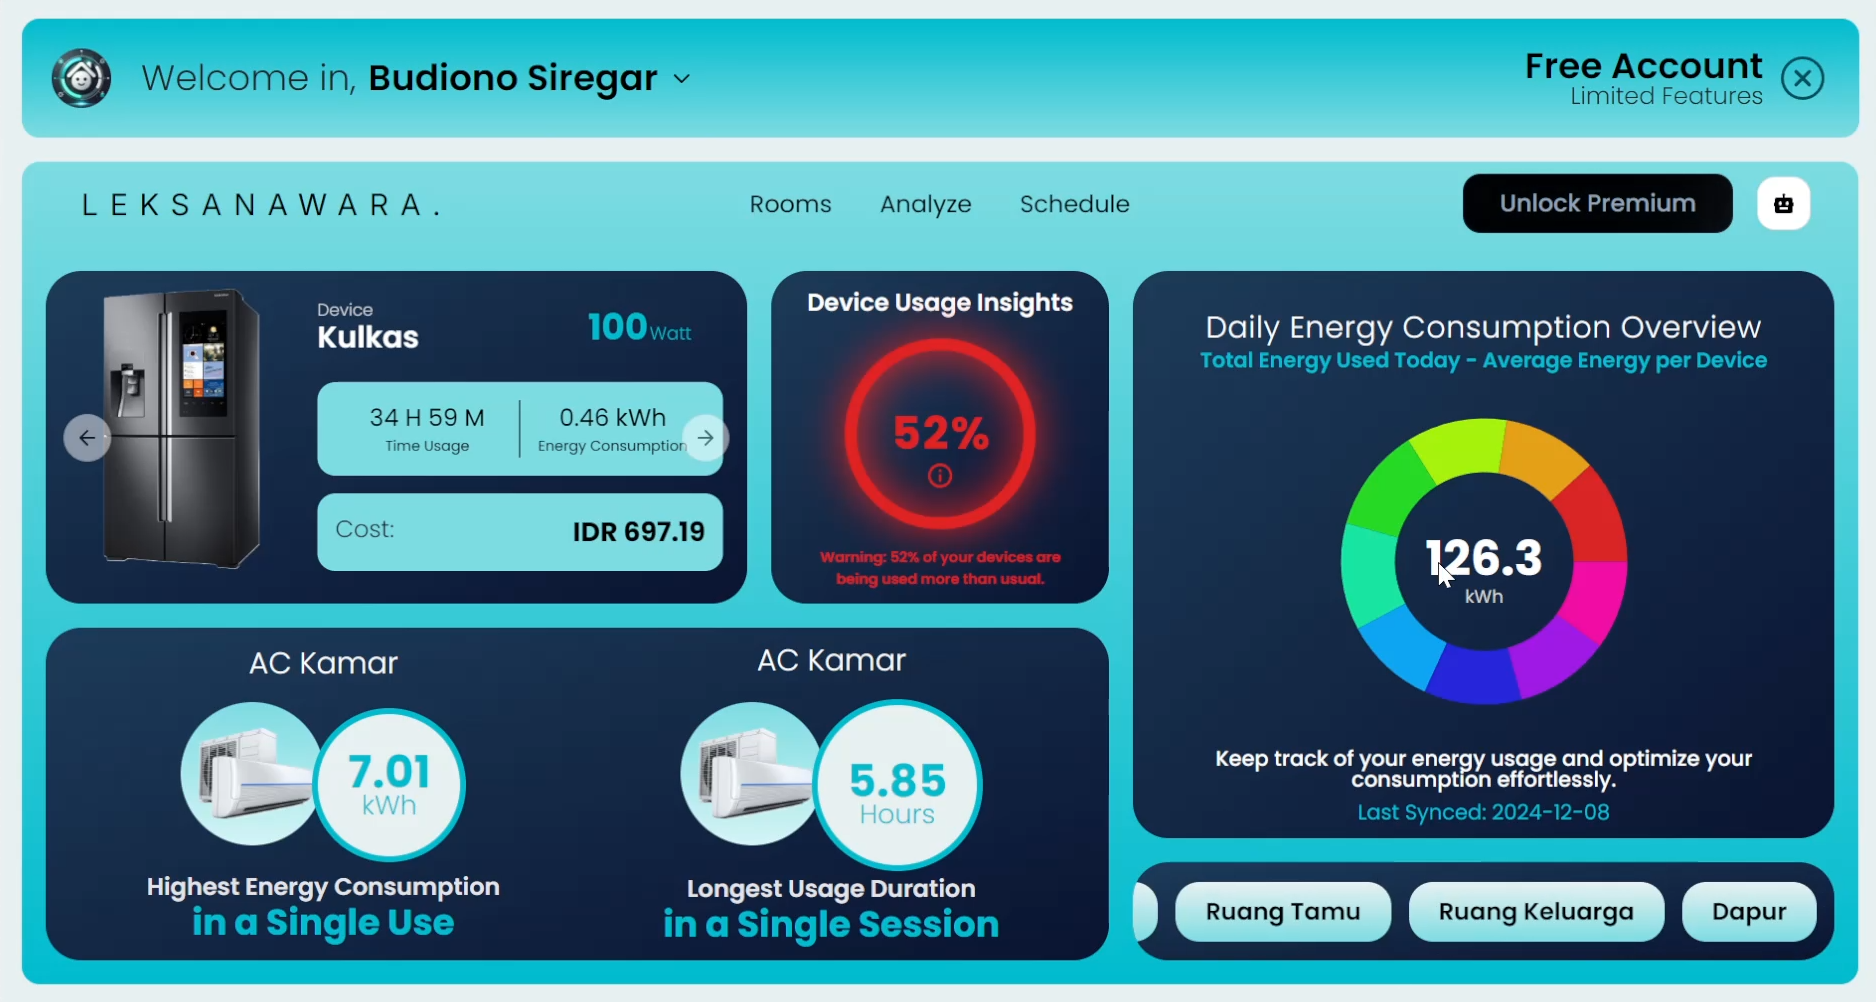 Welcome in, Budiono Siregar
Free Account
Limited Features
LEKSANAWARA.
Rooms
Analyze
Schedule
Unlock Premium
Device
Kulkas
100 Watt
34 H 59 M
Time Usage
0.46 kWh
Energy Consumption
Cost:
IDR 697.19
Device Usage Insights
52%
Warning: 52% of your devices are
being used more than usual.
Daily Energy Consumption Overview
Total Energy Used Today - Average Energy per Device
126.3
kWh
Keep track of your energy usage and optimize your
consumption effortlessly.
Last Synced: 2024-12-08
AC Kamar
7.01
kWh
Highest Energy Consumption
in a Single Use
AC Kamar
5.85
Hours
Longest Usage Duration
in a Single Session
Ruang Tamu
Ruang Keluarga
Dapur